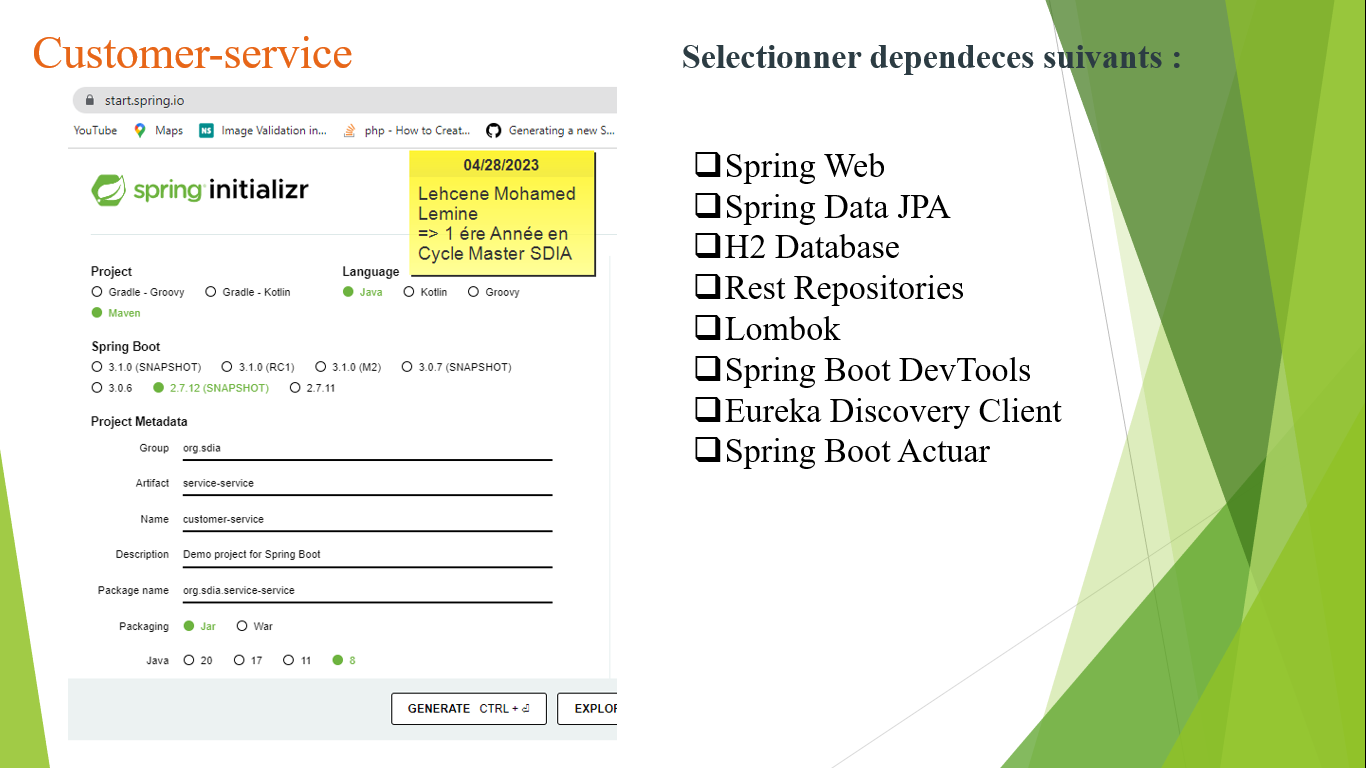 Customer-service
start.spring.io
YouTube Maps Image Validation in... php - How to Creat... Generating a new S...
spring initializr
04/28/2023
Lehcene Mohamed
Lemine
=> 1 ére Année en
Cycle Master SDIA
Project
Gradle - Groovy Gradle - Kotlin
Maven
Language
Java Kotlin Groovy
Spring Boot
3.1.0 (SNAPSHOT) 3.1.0 (RC1) 3.1.0 (M2) 3.0.7 (SNAPSHOT)
3.0.6 2.7.12 (SNAPSHOT) 2.7.11
Project Metadata
Group org.sdia
Artifact service-service
Name customer-service
Description Demo project for Spring Boot
Package name org.sdia.service-service
Packaging Jar War
Java 20 17 11 8
GENERATE CTRL + ⏎ EXPLOR
Selectionner dependeces suivants :
Spring Web
Spring Data JPA
H2 Database
Rest Repositories
Lombok
Spring Boot DevTools
Eureka Discovery Client
Spring Boot Actuar